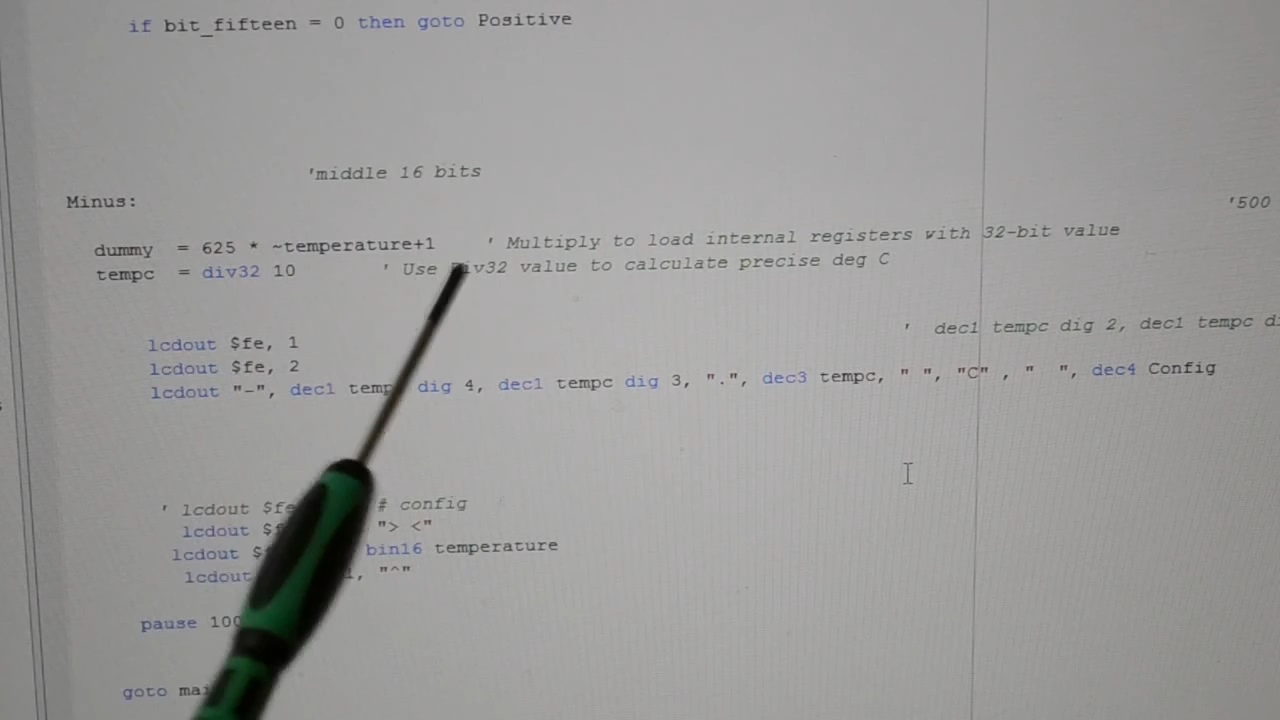 if bit_fifteen = 0 then goto Positive
'middle 16 bits
Minus:
'500
dummy = 625 * ~temperature+1 ' Multiply to load internal registers with 32-bit value
tempc = div32 10 ' Use Div32 value to calculate precise deg C
' dec1 tempc dig 2, dec1 tempc
lcdout $fe, 1
lcdout $fe, 2
lcdout "-", dec1 tempc dig 4, dec1 tempc dig 3, ".", dec3 tempc, " ", "C" , "  ", dec4 Config
' lcdout $fe # config
lcdout "> <"
lcdout bin16 temperature
lcdout , "^"
pause
goto